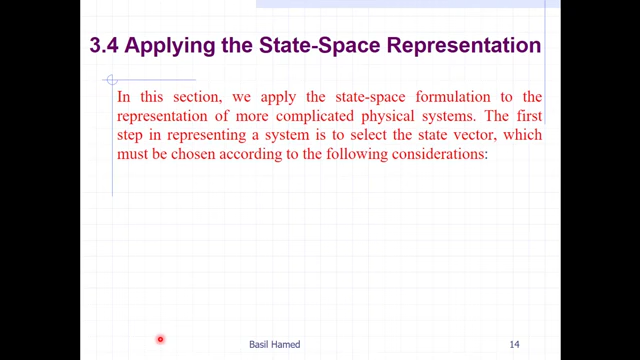 3.4 Applying the State-Space Representation
In this section, we apply the state-space formulation to the
representation of more complicated physical systems. The first
step in representing a system is to select the state vector, which
must be chosen according to the following considerations:
Basil Hamed
14